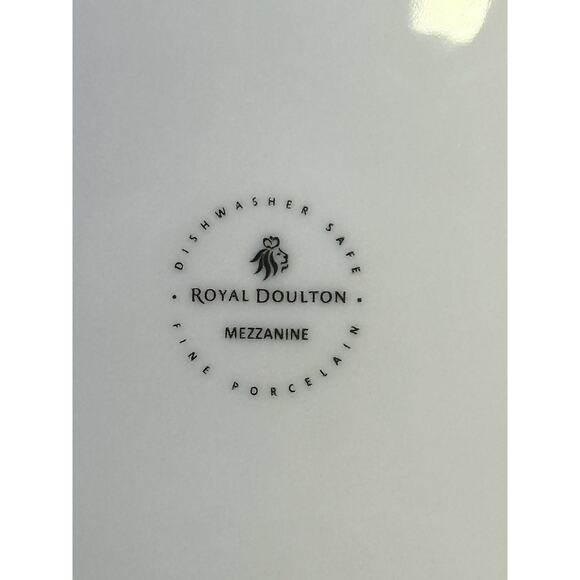 DISHWASHER SAFE
ROYAL DOULTON
MEZZANINE
FINE PORCELAIN